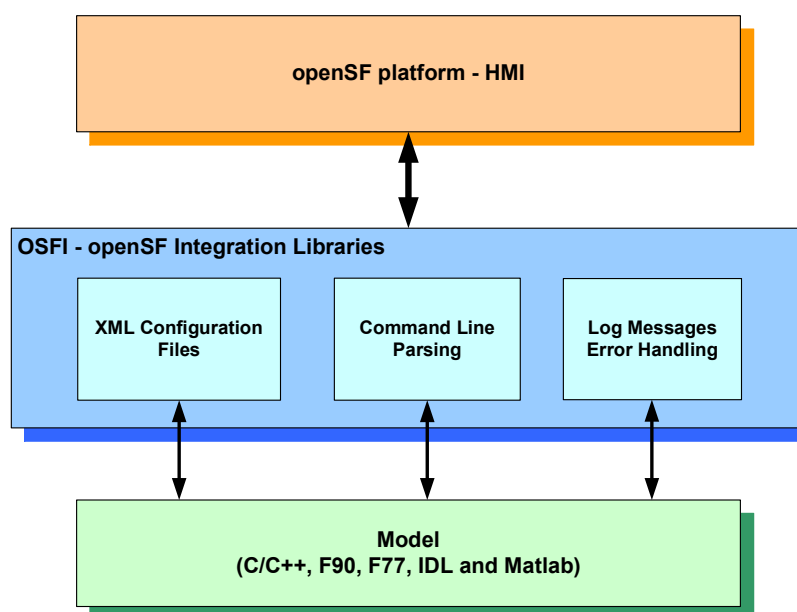 openSF platform - HMI
OSFI - openSF Integration Libraries
XML Configuration
Files
Command Line
Parsing
Log Messages
Error Handling
Model
(C/C++, F90, F77, IDL and Matlab)